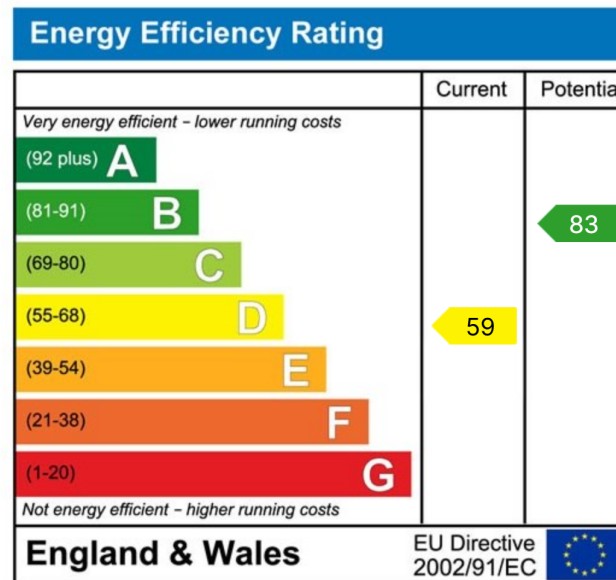 Energy Efficiency Rating
Current Potentia
Very energy efficient – lower running costs
(92 plus) A
(81-91) B
83
(69-80) C
(55-68) D
59
(39-54) E
(21-38) F
(1-20) G
Not energy efficient – higher running costs
England & Wales
EU Directive
2002/91/EC